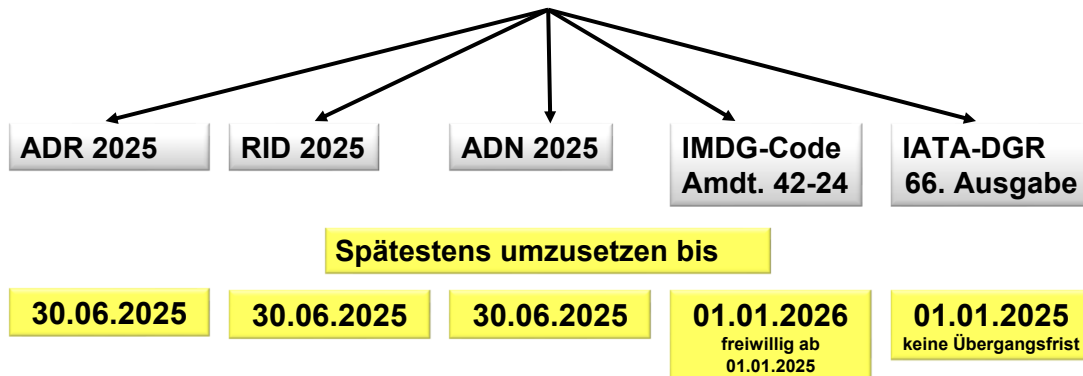 ADR 2025
RID 2025
ADN 2025
IMDG-Code
Amdt. 42-24
IATA-DGR
66. Ausgabe
Spätestens umzusetzen bis
30.06.2025
30.06.2025
30.06.2025
01.01.2026
freiwillig ab
01.01.2025
01.01.2025
keine Übergangsfrist